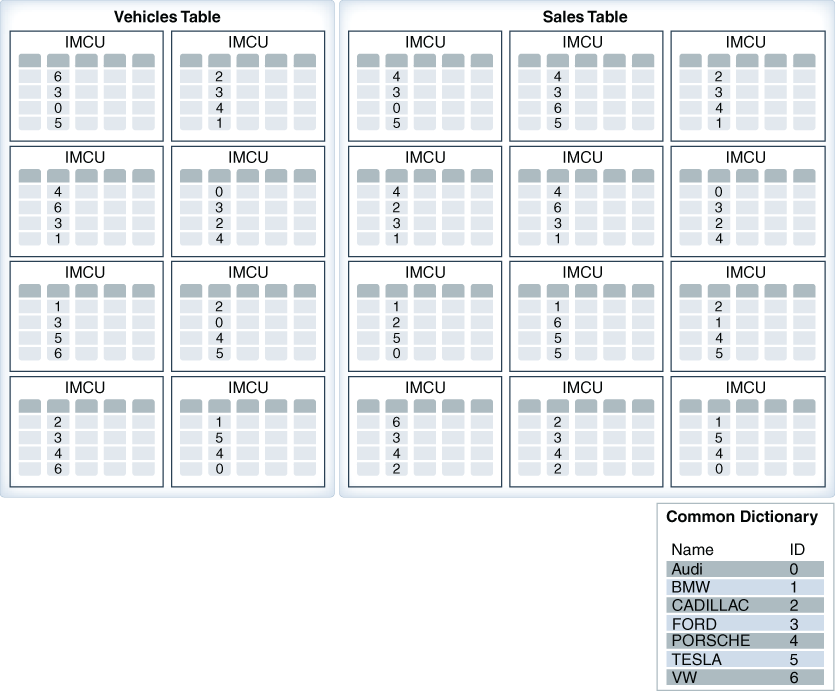 Vehicles Table
IMCU IMCU
6 2
3 3
0 4
5 1
IMCU IMCU
4 0
6 3
3 2
1 4
IMCU IMCU
1 2
3 0
5 4
6 5
IMCU IMCU
2 1
3 5
4 4
6 0
Sales Table
IMCU IMCU IMCU
4 4 2
3 3 3
0 6 4
5 5 1
IMCU IMCU IMCU
4 4 0
2 6 3
3 3 2
1 1 4
IMCU IMCU IMCU
1 1 2
2 6 1
5 5 4
0 5 5
IMCU IMCU IMCU
6 2 1
3 3 5
4 4 4
2 2 0
Common Dictionary
Name ID
Audi 0
BMW 1
CADILLAC 2
FORD 3
PORSCHE 4
TESLA 5
VW 6